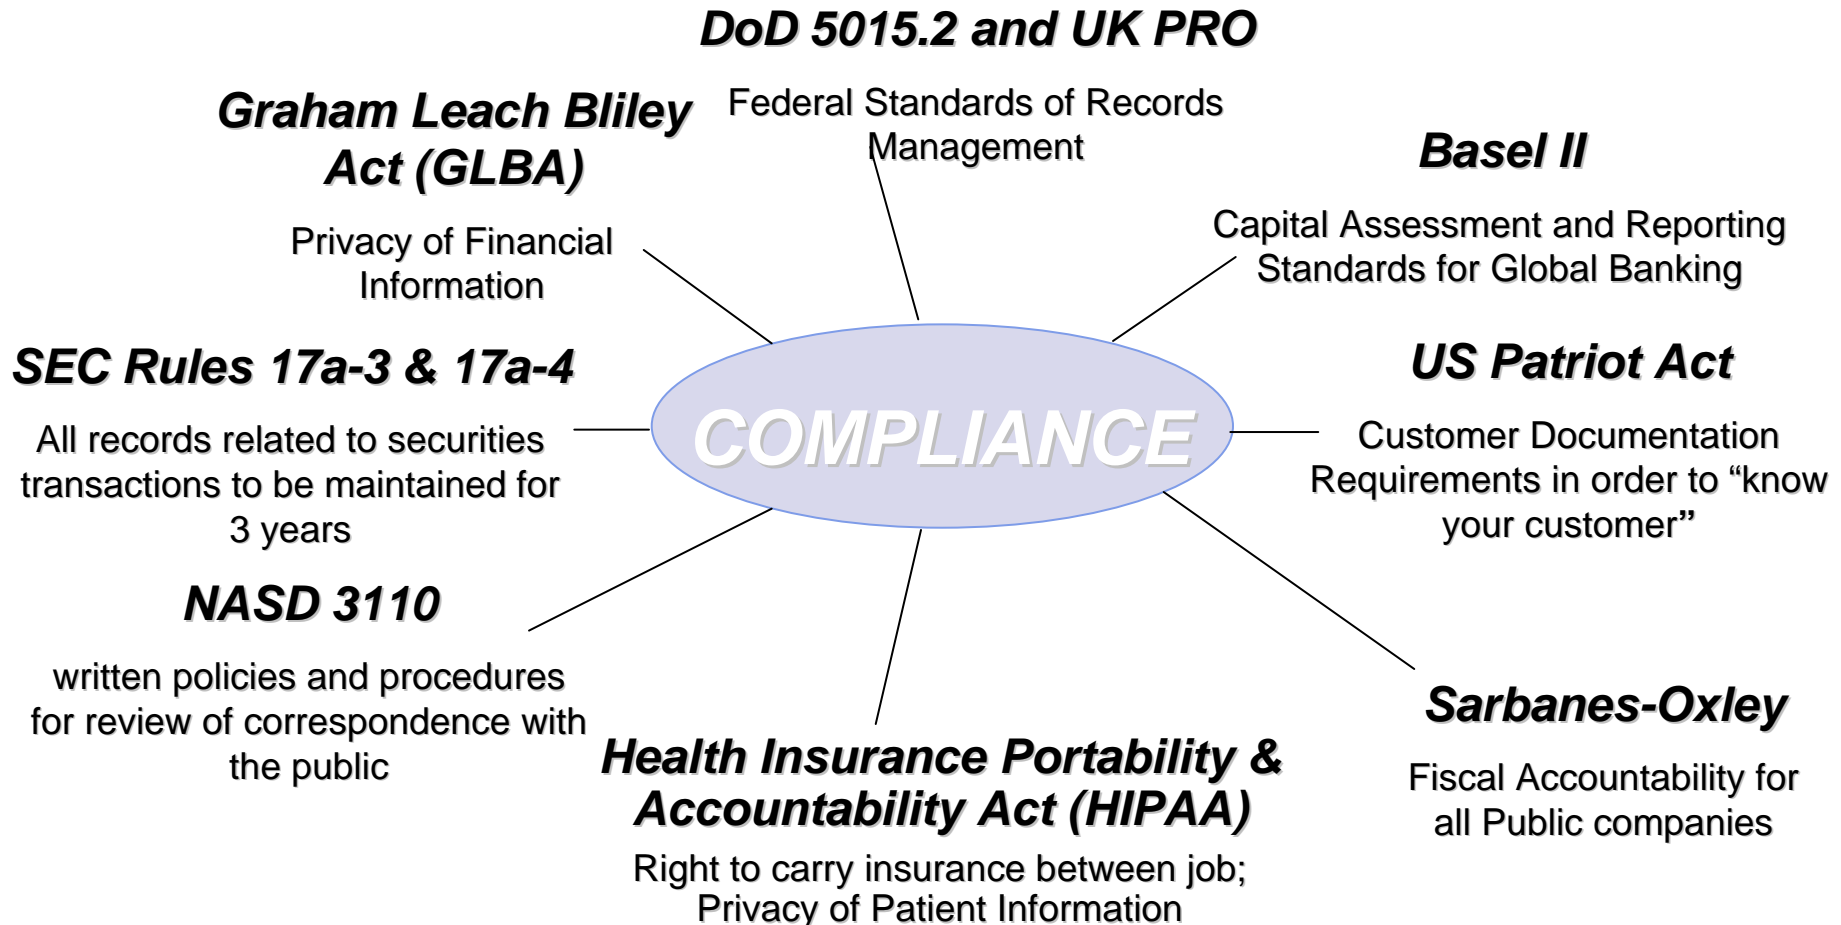 DoD 5015.2 and UK PRO
Federal Standards of Records
Management
Graham Leach Bliley
Act (GLBA)
Privacy of Financial
Information
Basel II
Capital Assessment and Reporting
Standards for Global Banking
SEC Rules 17a-3 & 17a-4
All records related to securities
transactions to be maintained for
3 years
COMPLIANCE
US Patriot Act
Customer Documentation
Requirements in order to “know
your customer”
NASD 3110
written policies and procedures
for review of correspondence with
the public
Health Insurance Portability &
Accountability Act (HIPAA)
Right to carry insurance between job;
Privacy of Patient Information
Sarbanes-Oxley
Fiscal Accountability for
all Public companies